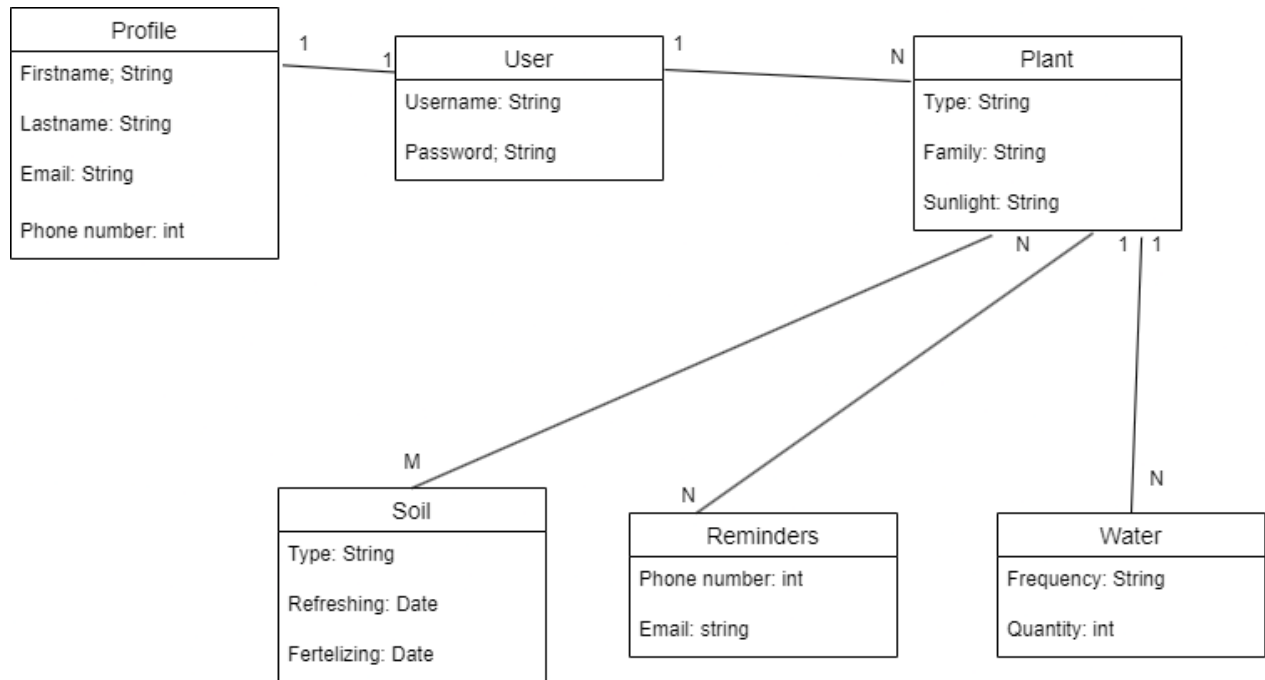 Profile
Firstname; String
Lastname: String
Email: String
Phone number: int
1
1
User
Username: String
Password; String
1
N
Plant
Type: String
Family: String
Sunlight: String
N
1
1
M
Soil
Type: String
Refreshing: Date
Fertelizing: Date
N
Reminders
Phone number: int
Email: string
N
Water
Frequency: String
Quantity: int